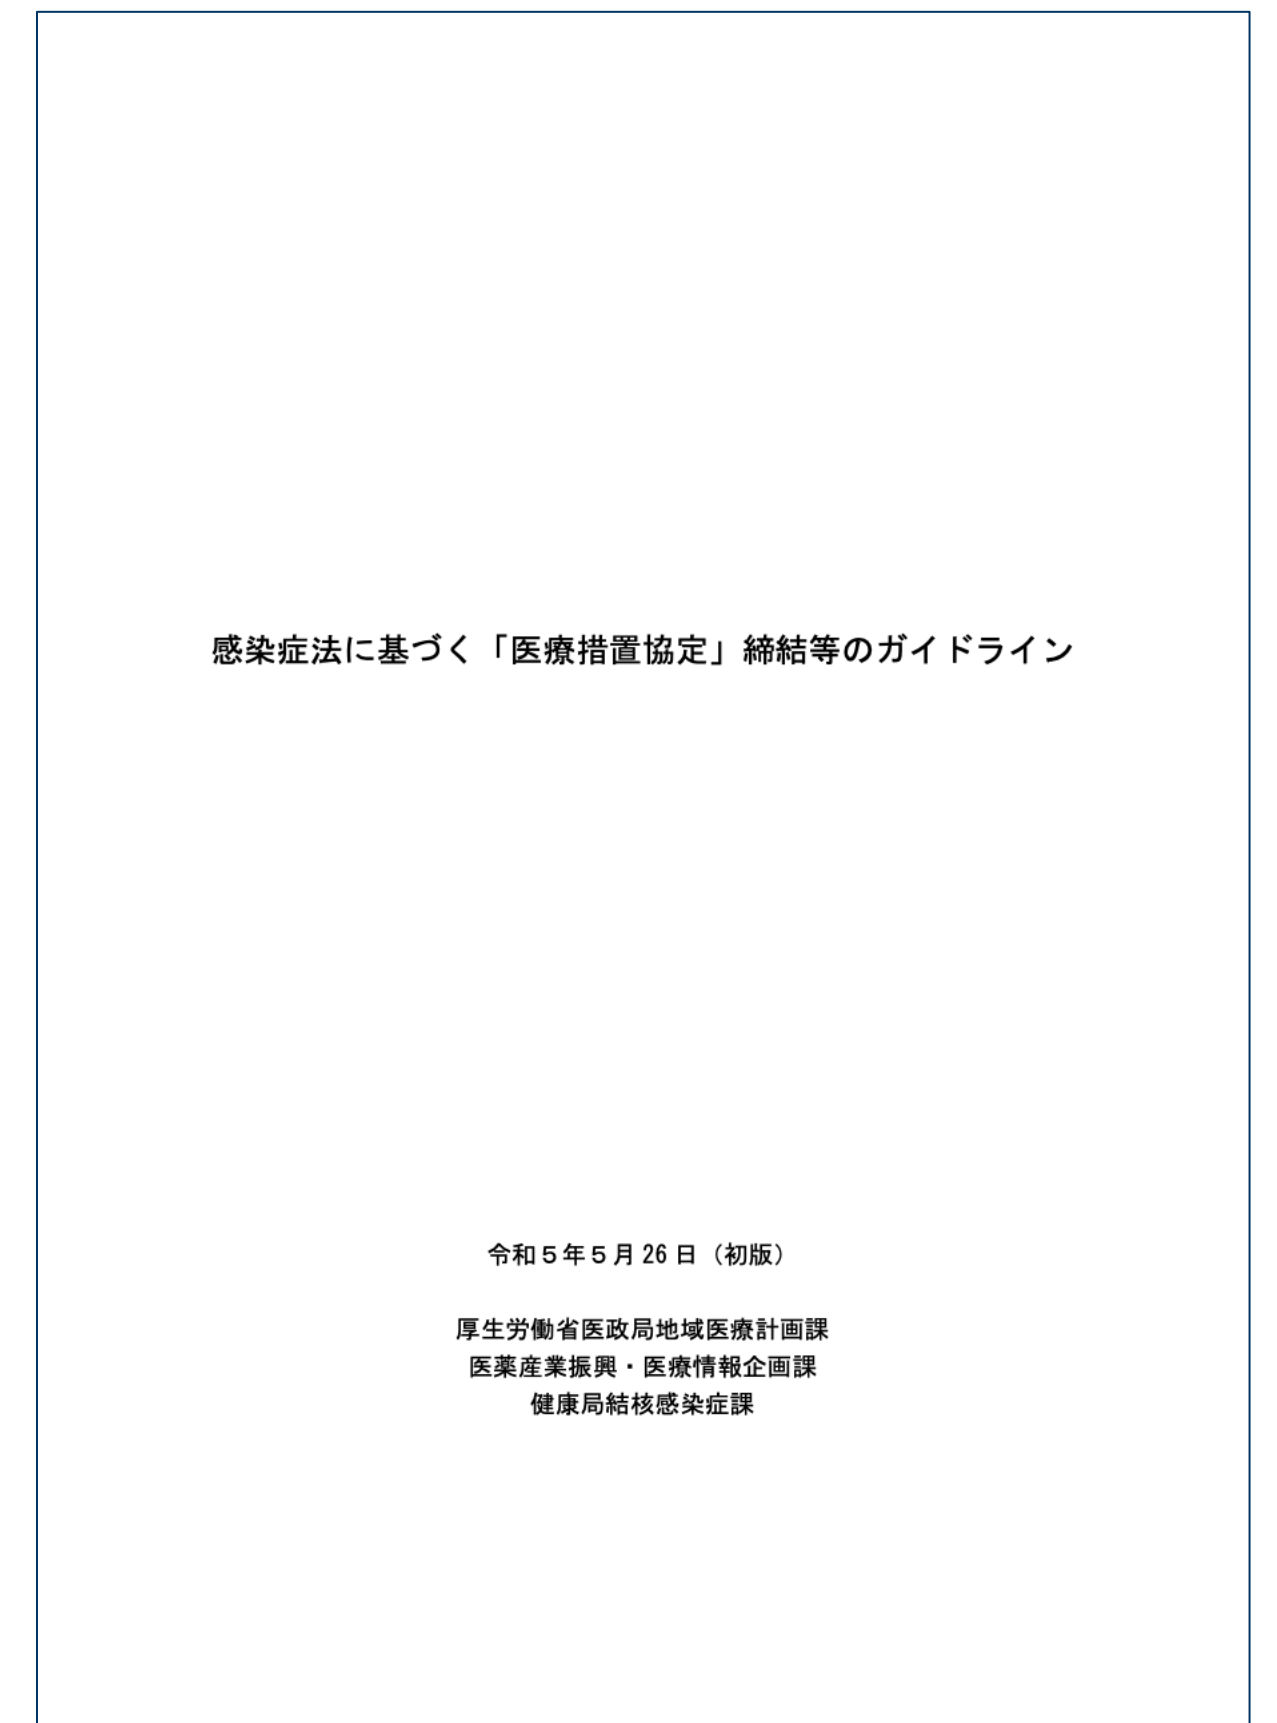 感染症法に基づく「医療措置協定」締結等のガイドライン
令和５年５月 26 日（初版）
厚生労働省医政局地域医療計画課
医薬産業振興・医療情報企画課
健康局結核感染症課